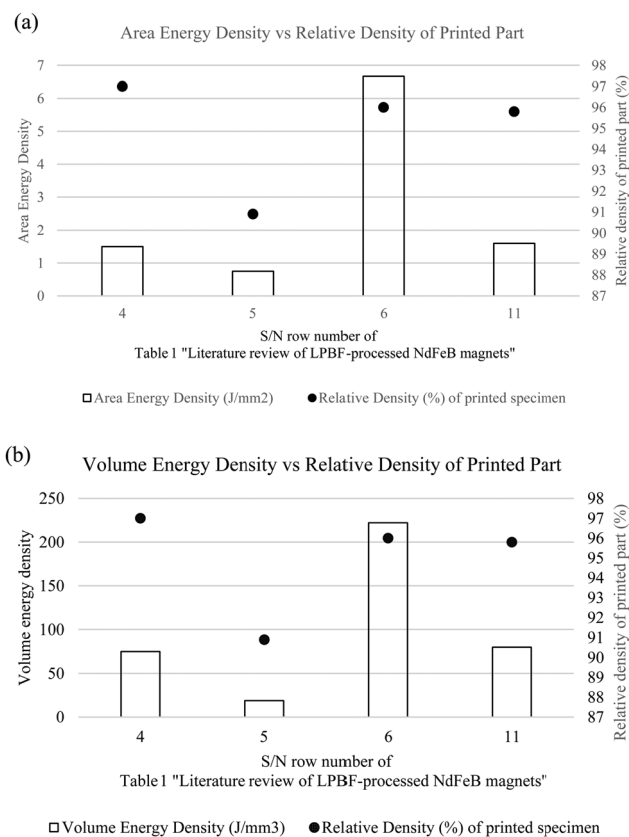 (a)
Area Energy Density vs Relative Density of Printed Part
7
6
5
4
3
2
1
0
Area Energy Density
98
97
96
95
94
93
92
91
90
89
88
87
Relative density of printed part (%)
4 5 6 11
S/N row number of
Table 1 "Literature review of LPBF-processed NdFeB magnets"
Area Energy Density (J/mm2) Relative Density (%) of printed specimen
(b)
Volume Energy Density vs Relative Density of Printed Part
250
200
150
100
50
0
Volume energy density
98
97
96
95
94
93
92
91
90
89
88
87
Relative density of printed part (%)
4 5 6 11
S/N row number of
Table 1 "Literature review of LPBF-processed NdFeB magnets"
Volume Energy Density (J/mm3) Relative Density (%) of printed specimen